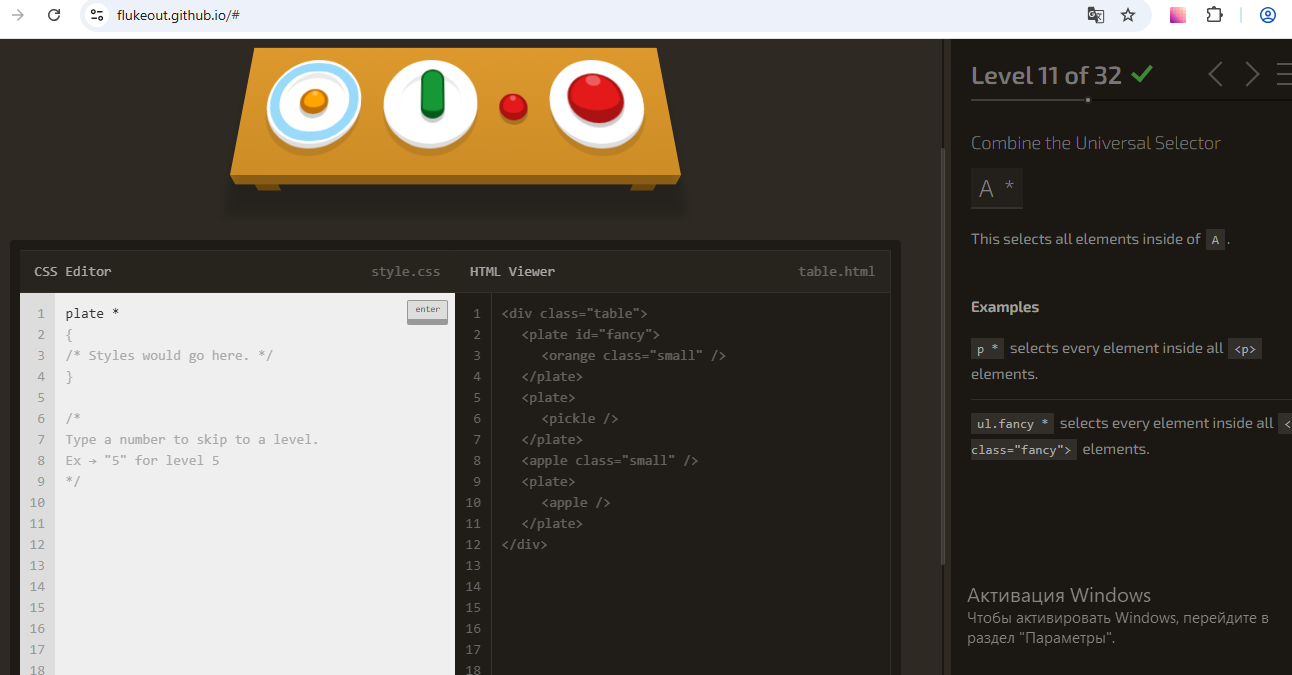 flukeout.github.io/#
Level 11 of 32
Combine the Universal Selector
A *
This selects all elements inside of A .
Examples
p * selects every element inside all <p>
elements.
ul.fancy * selects every element inside all <
class="fancy"> elements.
CSS Editor style.css
1 plate *
2 {
3 /* Styles would go here. */
4 }
5
6 /*
7 Type a number to skip to a level.
8 Ex → "5" for level 5
9 */
10
11
12
13
14
15
16
17
18
enter
HTML Viewer table.html
1 <div class="table">
2 <plate id="fancy">
3 <orange class="small" />
4 </plate>
5 <plate>
6 <pickle />
7 </plate>
8 <apple class="small" />
9 <plate>
10 <apple />
11 </plate>
12 </div>
13
14
15
16
17
18
Активация Windows
Чтобы активировать Windows, перейдите в
раздел "Параметры".